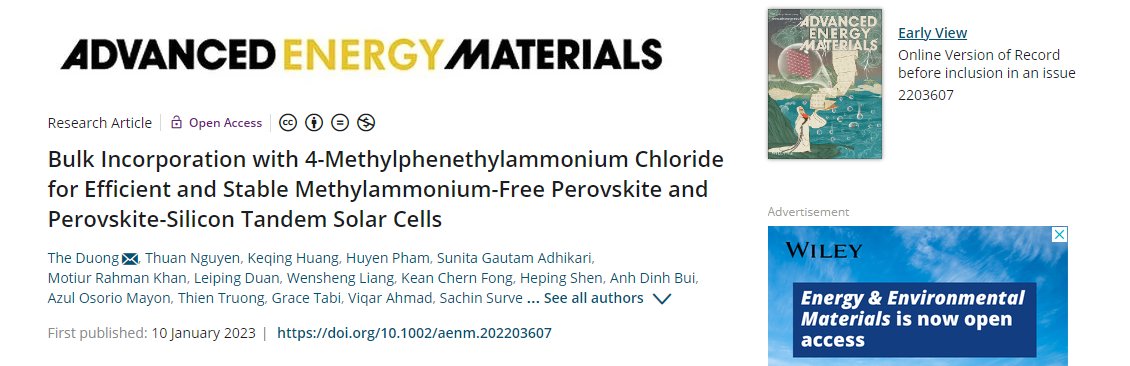 ADVANCED ENERGY MATERIALS
Research Article
Open Access
Bulk Incorporation with 4-Methylphenethylammonium Chloride
for Efficient and Stable Methylammonium-Free Perovskite and
Perovskite-Silicon Tandem Solar Cells
The Duong, Thuan Nguyen, Keqing Huang, Huyen Pham, Sunita Gautam Adhikari,
Motiur Rahman Khan, Leiping Duan, Wensheng Liang, Kean Chern Fong, Heping Shen, Anh Dinh Bui,
Azul Osorio Mayon, Thien Truong, Grace Tabi, Viqar Ahmad, Sachin Surve ... See all authors
First published: 10 January 2023 | https://doi.org/10.1002/aenm.202203607
ADVANCED
ENERGY
MATERIALS
Early View
Online Version of Record
before inclusion in an issue
2203607
Advertisement
WILEY
Energy & Environmental
Materials is now open
access